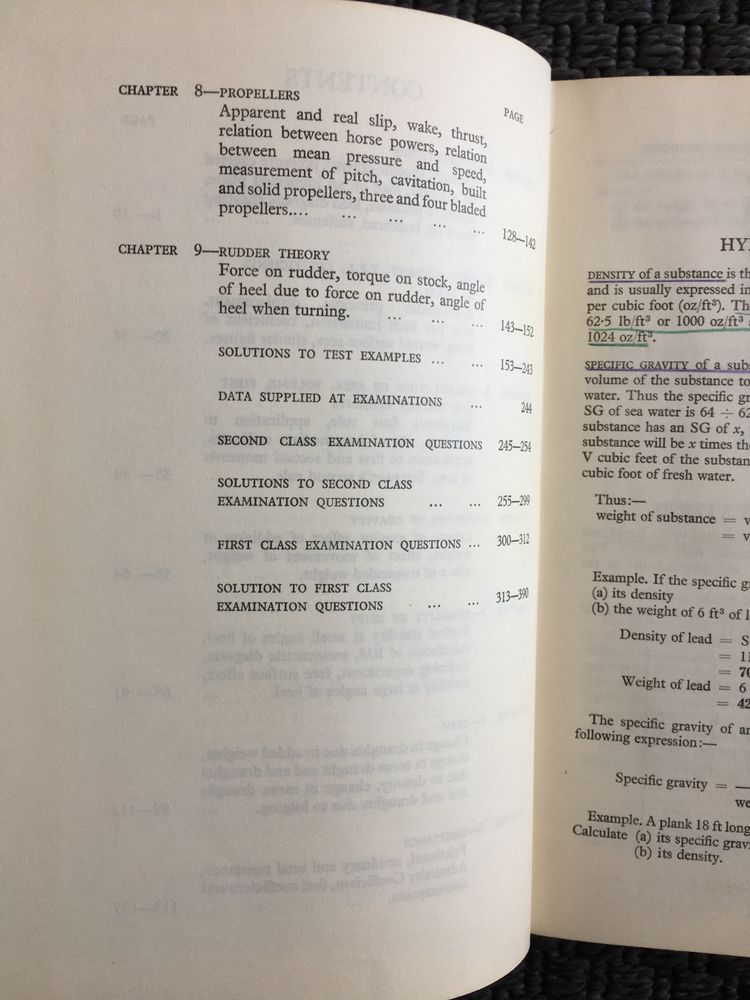 CHAPTER 8—PROPELLERS
PAGE
Apparent and real slip, wake, thrust,
relation between horse powers, relation
between mean pressure and speed,
measurement of pitch, cavitation, built
and solid propellers, three and four bladed
propellers.... ... ... ... ... 128—142
CHAPTER 9—RUDDER THEORY
Force on rudder, torque on stock, angle
of heel due to force on rudder, angle of
heel when turning. ... ... ... 143—152
SOLUTIONS TO TEST EXAMPLES ... ... 153—243
DATA SUPPLIED AT EXAMINATIONS ... 244
SECOND CLASS EXAMINATION QUESTIONS 245—254
SOLUTIONS TO SECOND CLASS
EXAMINATION QUESTIONS ... ... 255—299
FIRST CLASS EXAMINATION QUESTIONS ... 300—312
SOLUTION TO FIRST CLASS
EXAMINATION QUESTIONS ... ... 313—390
HY
DENSITY of a substance is th
and is usually expressed in
per cubic foot (oz/ft³). Th
62·5 lb/ft³ or 1000 oz/ft³
1024 oz/ft³.
SPECIFIC GRAVITY of a sub
volume of the substance to
water. Thus the specific gr
SG of sea water is 64 ÷ 62
substance has an SG of x,
substance will be x times the
V cubic feet of the substan
cubic foot of fresh water.
Thus:—
weight of substance = v
= v
Example. If the specific g
(a) its density
(b) the weight of 6 ft³ of l
Density of lead = S
= 11
= 70
Weight of lead = 6
= 42
The specific gravity of an
following expression:—
Specific gravity = —
we
Example. A plank 18 ft long
Calculate (a) its specific grav
(b) its density.